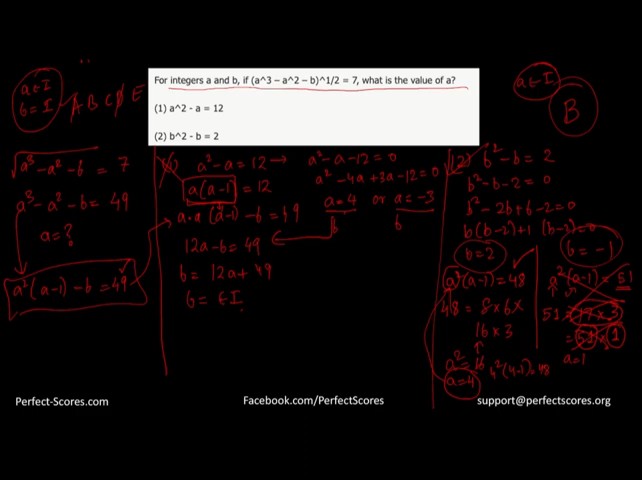 For integers a and b, if (a^3 – a^2 – b)^1/2 = 7, what is the value of a?
(1) a^2 - a = 12
(2) b^2 - b = 2
a∈I
b=I
A B C D E
√a³-a²-b = 7
a³-a²-b = 49
a=?
a²(a-1)-b=49
(1) a²-a=12 → a²-a-12=0
a(a-1) =12
a²-4a+3a-12=0
a=4 or a=-3
b b
a·a(a-1)-b=49
12a-b=49
b= 12a+49
b= ∈I.
a∈I
B
(2) b²-b=2
b²-b-2=0
b²-2b+b-2=0
b(b-2)+1(b-2)=0
b=2
b=-1
a²(a-1)=48
48= 8×6×
16×3
a²=16
4²(4-1)=48
a=4
a²(a-1)=51
51=17×3
=51×1
a=1
Perfect-Scores.com
Facebook.com/PerfectScores
support@perfectscores.org